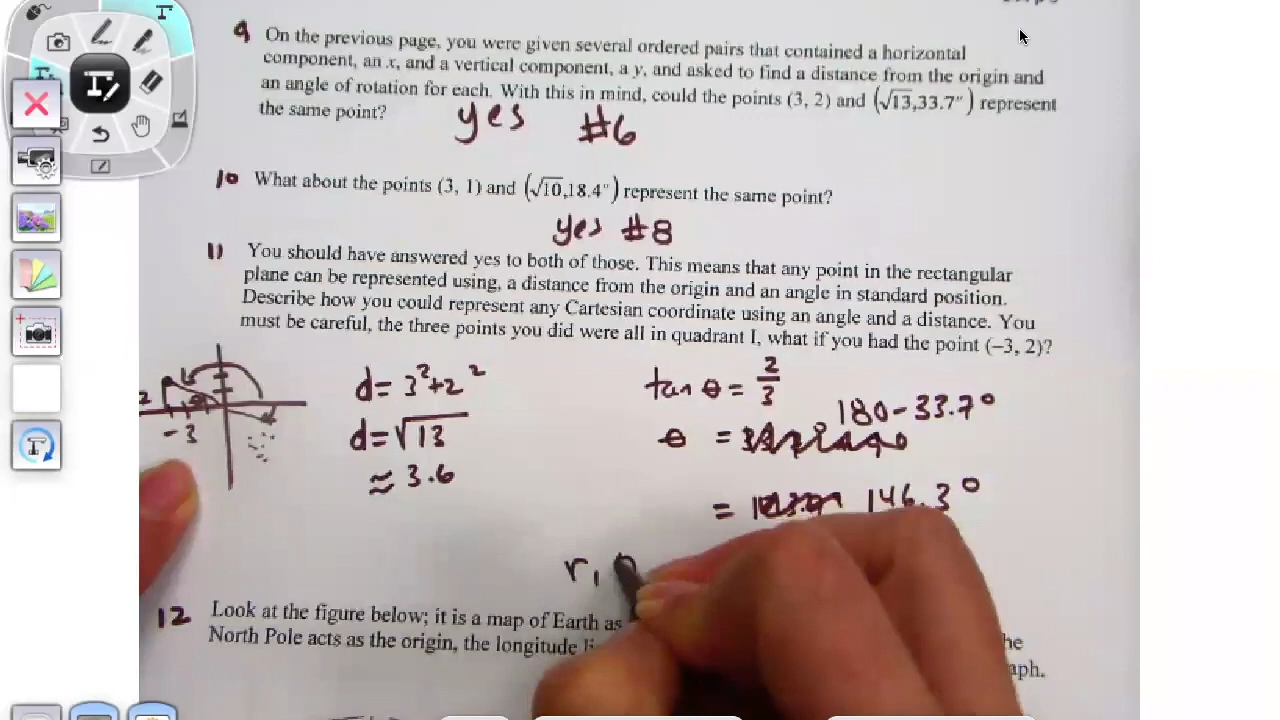 9 On the previous page, you were given several ordered pairs that contained a horizontal
component, an x, and a vertical component, a y, and asked to find a distance from the origin and
an angle of rotation for each. With this in mind, could the points (3, 2) and (√13,33.7°) represent
the same point? yes #6
10 What about the points (3, 1) and (√10,18.4°) represent the same point?
yes #8
11 You should have answered yes to both of those. This means that any point in the rectangular
plane can be represented using, a distance from the origin and an angle in standard position.
Describe how you could represent any Cartesian coordinate using an angle and a distance. You
must be careful, the three points you did were all in quadrant I, what if you had the point (−3, 2)?
2
-3
d = 3²+2²
d = √13
≈ 3.6
tan θ = 2/3
180-33.7°
θ =
= 146.3°
r,
12 Look at the figure below; it is a map of Earth as
North Pole acts as the origin, the longitude